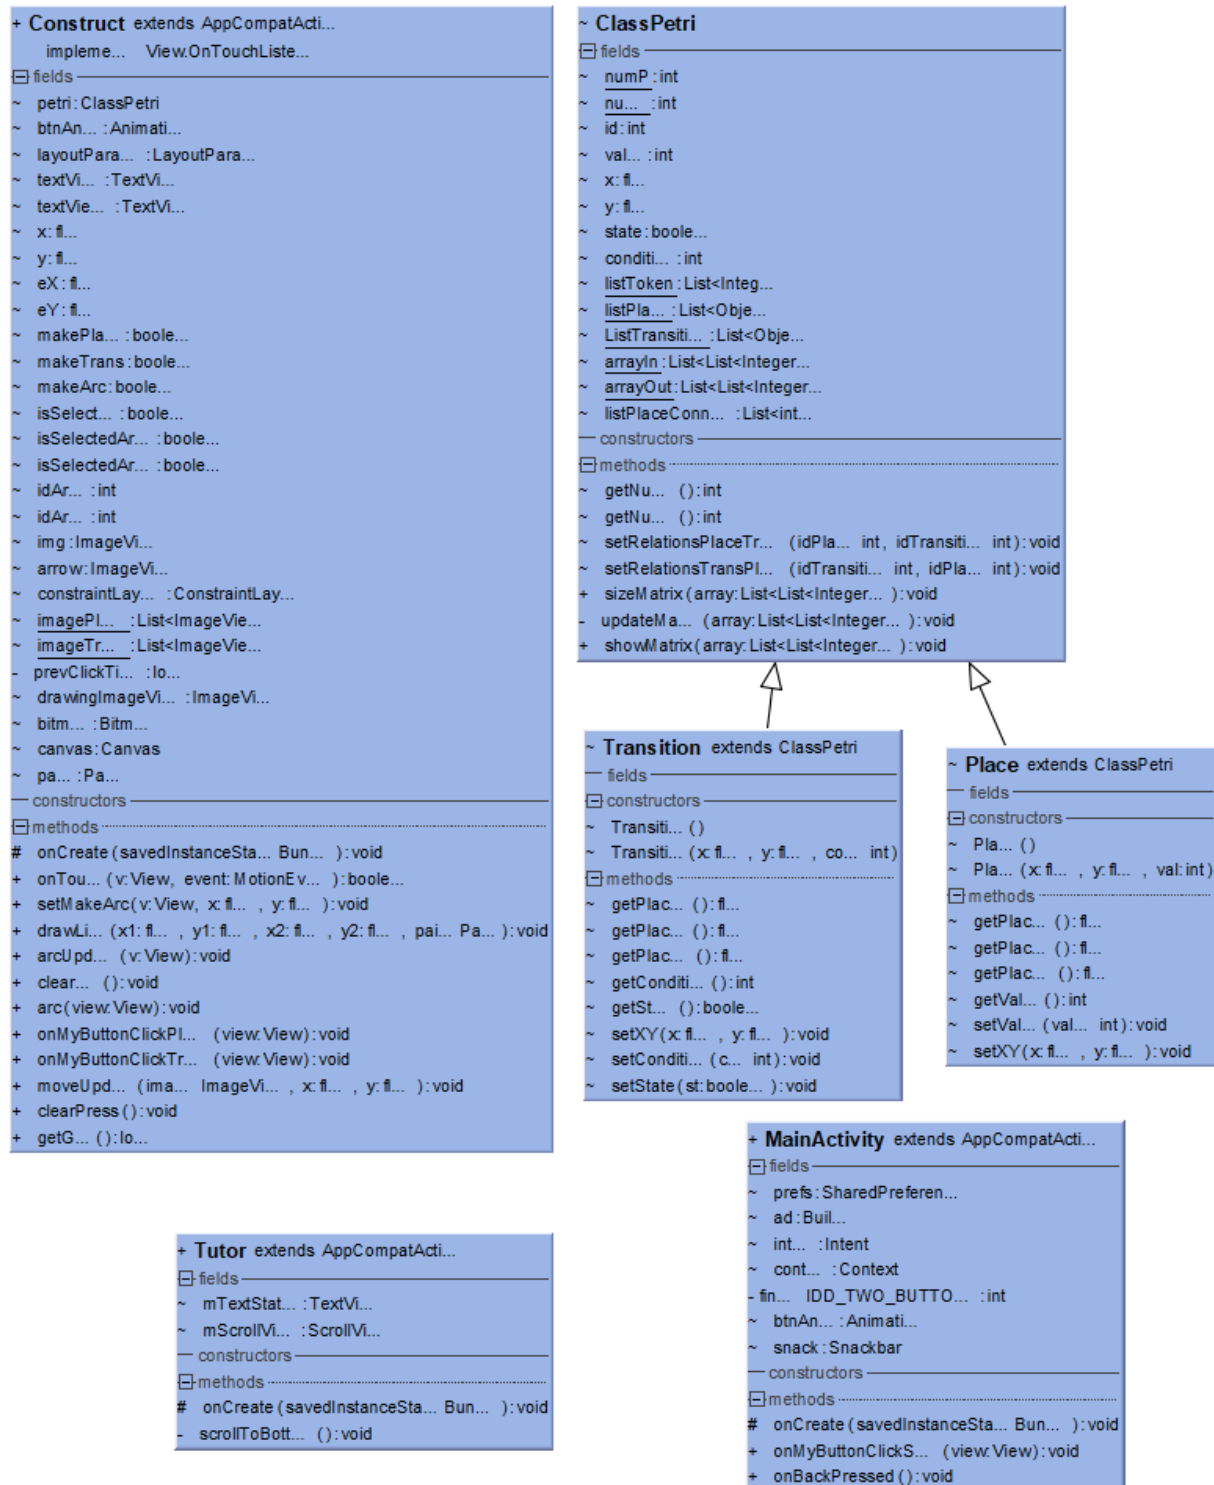 + Construct extends AppCompatActi...
impleme... View.OnTouchListe...
fields
~ petri:ClassPetri
~ btnAn... :Animati...
~ layoutPara... :LayoutPara...
~ textVi... :TextVi...
~ textVie... :TextVi...
~ x:fl...
~ y:fl...
~ eX:fl...
~ eY:fl...
~ makePla... :boole...
~ makeTrans:boole...
~ makeArc:boole...
~ isSelect... :boole...
~ isSelectedAr... :boole...
~ isSelectedAr... :boole...
~ idAr... :int
~ idAr... :int
~ img:ImageVi...
~ arrow:ImageVi...
~ constraintLay... :ConstraintLay...
~ imagePl... :List<ImageVie...
~ imageTr... :List<ImageVie...
- prevClickTi... :lo...
~ drawingImageVi... :ImageVi...
~ bitm... :Bitm...
~ canvas:Canvas
~ pa... :Pa...
constructors
methods
# onCreate(savedInstanceSta... Bun... ):void
+ onTou... (v:View, event:MotionEv... ):boole...
+ setMakeArc(v:View, x:fl... , y:fl... ):void
+ drawLi... (x1:fl... , y1:fl... , x2:fl... , y2:fl... , pai... Pa... ):void
+ arcUpd... (v:View):void
+ clear... ():void
+ arc(view:View):void
+ onMyButtonClickPl... (view:View):void
+ onMyButtonClickTr... (view:View):void
+ moveUpd... (ima... ImageVi... , x:fl... , y:fl... ):void
+ clearPress():void
+ getG... ():lo...
~ ClassPetri
fields
~ numP:int
~ nu... :int
~ id:int
~ val... :int
~ x:fl...
~ y:fl...
~ state:boole...
~ conditi... :int
~ listToken:List<Integ...
~ listPla... :List<Obje...
~ ListTransiti... :List<Obje...
~ arrayIn:List<List<Integer...
~ arrayOut:List<List<Integer...
~ listPlaceConn... :List<int...
constructors
methods
~ getNu... ():int
~ getNu... ():int
~ setRelationsPlaceTr... (idPla... int, idTransiti... int):void
~ setRelationsTransPl... (idTransiti... int, idPla... int):void
+ sizeMatrix(array:List<List<Integer... ):void
- updateMa... (array:List<List<Integer... ):void
+ showMatrix(array:List<List<Integer... ):void
~ Transition extends ClassPetri
fields
constructors
~ Transiti... ()
~ Transiti... (x:fl... , y:fl... , co... int)
methods
~ getPlac... ():fl...
~ getPlac... ():fl...
~ getPlac... ():fl...
~ getConditi... ():int
~ getSt... ():boole...
~ setXY(x:fl... , y:fl... ):void
~ setConditi... (c... int):void
~ setState(st:boole... ):void
~ Place extends ClassPetri
fields
constructors
~ Pla... ()
~ Pla... (x:fl... , y:fl... , val:int)
methods
~ getPlac... ():fl...
~ getPlac... ():fl...
~ getPlac... ():fl...
~ getVal... ():int
~ setVal... (val... int):void
~ setXY(x:fl... , y:fl... ):void
+ Tutor extends AppCompatActi...
fields
~ mTextStat... :TextVi...
~ mScrollVi... :ScrollVi...
constructors
methods
# onCreate(savedInstanceSta... Bun... ):void
- scrollToBott... ():void
+ MainActivity extends AppCompatActi...
fields
~ prefs:SharedPreferen...
~ ad:Buil...
~ int... :Intent
~ cont... :Context
- fin... IDD_TWO_BUTTO... :int
~ btnAn... :Animati...
~ snack:Snackbar
constructors
methods
# onCreate(savedInstanceSta... Bun... ):void
+ onMyButtonClickS... (view:View):void
+ onBackPressed():void